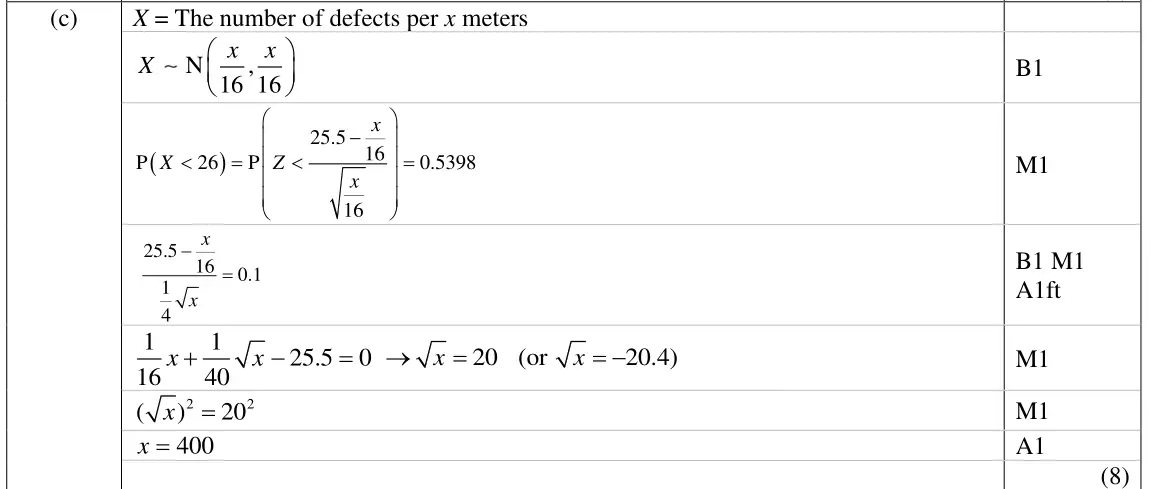 (c) X = The number of defects per x meters
X ~ N(x/16, x/16) B1
P(X < 26) = P(Z < (25.5 − x/16)/√(x/16)) = 0.5398 M1
(25.5 − x/16)/(1/4 √x) = 0.1 B1 M1 A1ft
1/16 x + 1/40 √x − 25.5 = 0 → √x = 20 (or √x = −20.4) M1
(√x)² = 20² M1
x = 400 A1
(8)